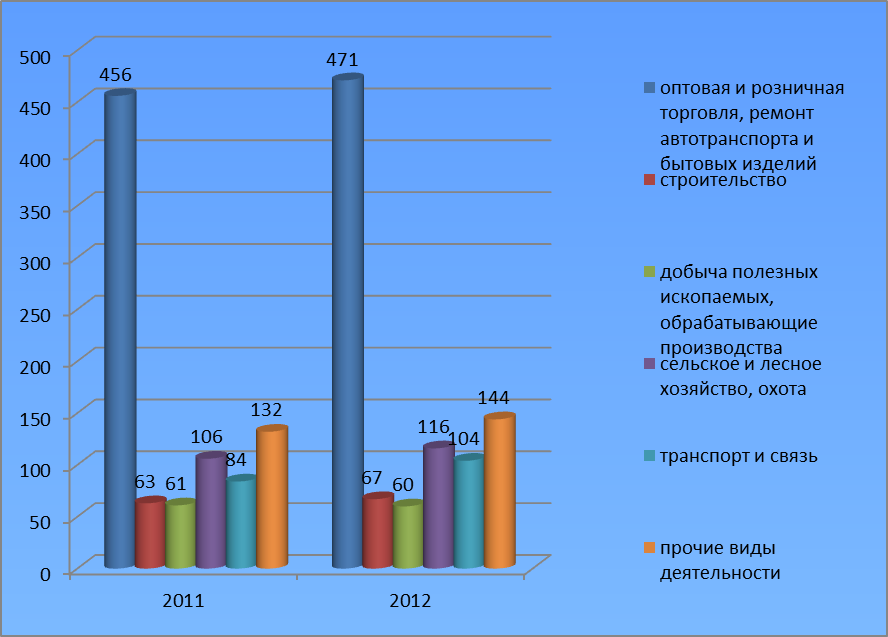 500
450
400
350
300
250
200
150
100
50
0
456
63
61
106
84
132
471
67
60
116
104
144
2011
2012
оптовая и розничная
торговля, ремонт
автотранспорта и
бытовых изделий
строительство
добыча полезных
ископаемых,
обрабатывающие
производства
сельское и лесное
хозяйство, охота
транспорт и связь
прочие виды
деятельности